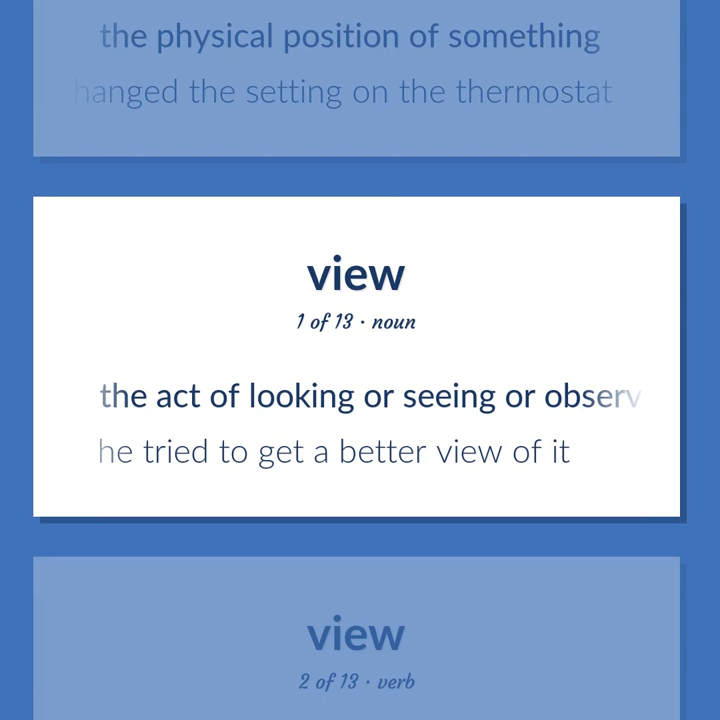 the physical position of something
hanged the setting on the thermostat
view
1 of 13 · noun
the act of looking or seeing or observ
he tried to get a better view of it
view
2 of 13 · verb